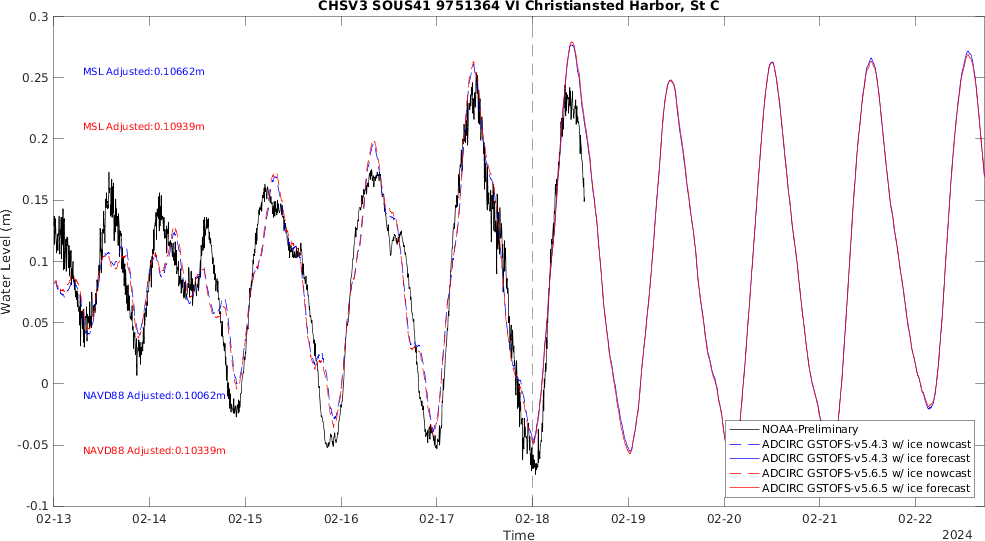 CHSV3 SOUS41 9751364 VI Christiansted Harbor, St C
0.3
0.25
0.2
0.15
0.1
0.05
0
-0.05
-0.1
Water Level (m)
MSL Adjusted:0.10662m
MSL Adjusted:0.10939m
NAVD88 Adjusted:0.10062m
NAVD88 Adjusted:0.10339m
NOAA-Preliminary
ADCIRC GSTOFS-v5.4.3 w/ ice nowcast
ADCIRC GSTOFS-v5.4.3 w/ ice forecast
ADCIRC GSTOFS-v5.6.5 w/ ice nowcast
ADCIRC GSTOFS-v5.6.5 w/ ice forecast
02-13 02-14 02-15 02-16 02-17 02-18 02-19 02-20 02-21 02-22
Time
2024